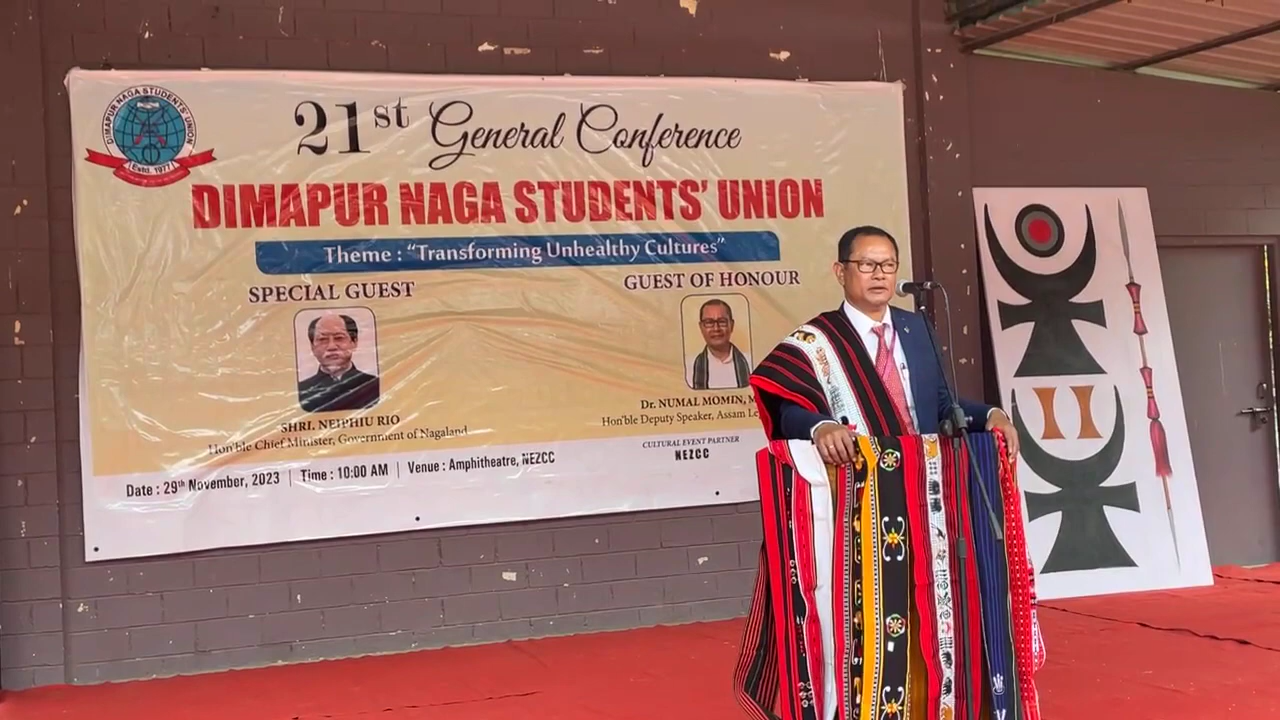 DIMAPUR NAGA STUDENTS' UNION
Estd. 1977
21st General Conference
DIMAPUR NAGA STUDENTS' UNION
Theme : "Transforming Unhealthy Cultures"
SPECIAL GUEST
GUEST OF HONOUR
SHRI. NEIPHIU RIO
Hon'ble Chief Minister, Government of Nagaland
Dr. NUMAL MOMIN,
Hon'ble Deputy Speaker, Assam
CULTURAL EVENT PARTNER
NEZCC
Date : 29th November, 2023 | Time : 10:00 AM | Venue : Amphitheatre, NEZCC